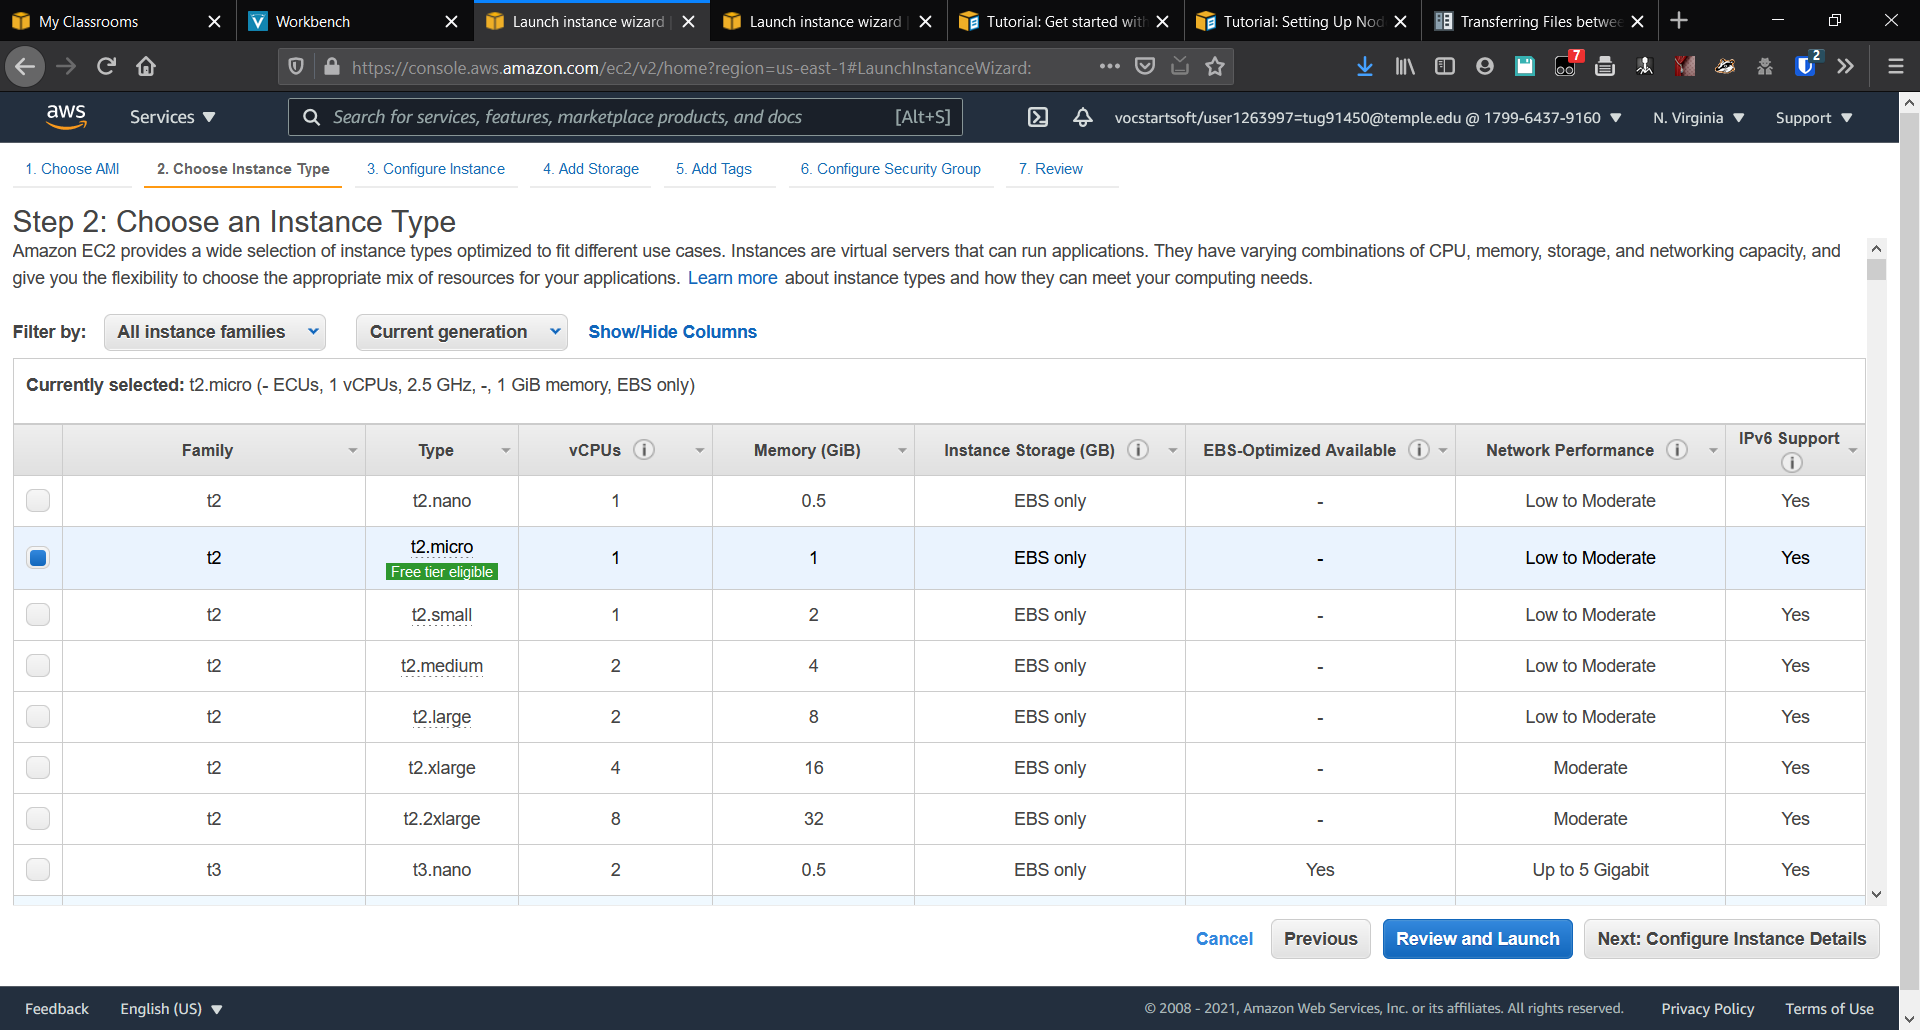 My Classrooms
Workbench
Launch instance wizard |
Launch instance wizard |
Tutorial: Get started with
Tutorial: Setting Up Nod
Transferring Files betwee
https://console.aws.amazon.com/ec2/v2/home?region=us-east-1#LaunchInstanceWizard:
7
2
aws
Services
Search for services, features, marketplace products, and docs
[Alt+S]
vocstartsoft/user1263997=tug91450@temple.edu @ 1799-6437-9160
N. Virginia
Support
1. Choose AMI
2. Choose Instance Type
3. Configure Instance
4. Add Storage
5. Add Tags
6. Configure Security Group
7. Review
Step 2: Choose an Instance Type
Amazon EC2 provides a wide selection of instance types optimized to fit different use cases. Instances are virtual servers that can run applications. They have varying combinations of CPU, memory, storage, and networking capacity, and
give you the flexibility to choose the appropriate mix of resources for your applications. Learn more about instance types and how they can meet your computing needs.
Filter by:
All instance families
Current generation
Show/Hide Columns
Currently selected: t2.micro (- ECUs, 1 vCPUs, 2.5 GHz, -, 1 GiB memory, EBS only)
Family Type vCPUs Memory (GiB) Instance Storage (GB) EBS-Optimized Available Network Performance IPv6 Support
t2 t2.nano 1 0.5 EBS only - Low to Moderate Yes
t2 t2.micro 1 1 EBS only - Low to Moderate Yes
Free tier eligible
t2 t2.small 1 2 EBS only - Low to Moderate Yes
t2 t2.medium 2 4 EBS only - Low to Moderate Yes
t2 t2.large 2 8 EBS only - Low to Moderate Yes
t2 t2.xlarge 4 16 EBS only - Moderate Yes
t2 t2.2xlarge 8 32 EBS only - Moderate Yes
t3 t3.nano 2 0.5 EBS only Yes Up to 5 Gigabit Yes
Cancel
Previous
Review and Launch
Next: Configure Instance Details
Feedback
English (US)
© 2008 - 2021, Amazon Web Services, Inc. or its affiliates. All rights reserved.
Privacy Policy
Terms of Use